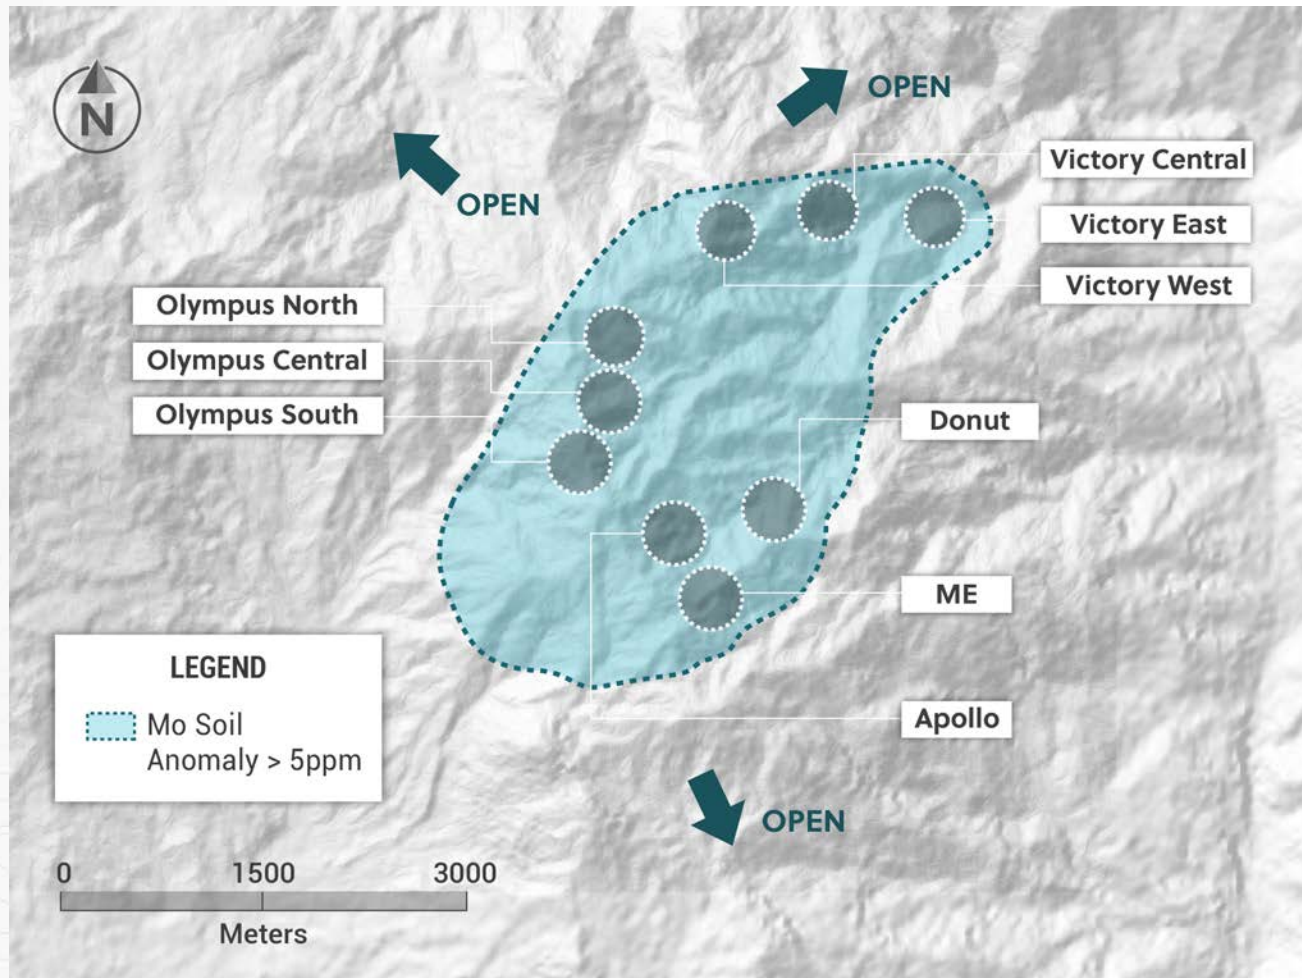 N
OPEN
OPEN
Victory Central
Victory East
Victory West
Olympus North
Olympus Central
Olympus South
Donut
ME
Apollo
LEGEND
Mo Soil
Anomaly > 5ppm
OPEN
0 1500 3000
Meters